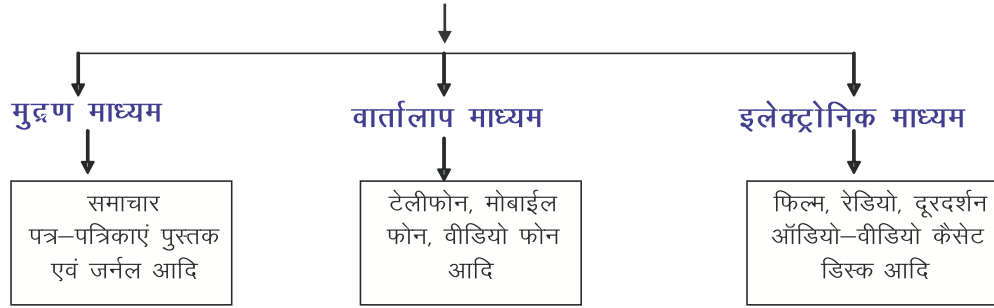 मुद्रण माध्यम
वार्तालाप माध्यम
इलेक्ट्रोनिक माध्यम
समाचार
पत्र–पत्रिकाएं पुस्तक
एवं जर्नल आदि
टेलीफोन, मोबाईल
फोन, वीडियो फोन
आदि
फिल्म, रेडियो, दूरदर्शन
ऑडियो–वीडियो कैसेट
डिस्क आदि